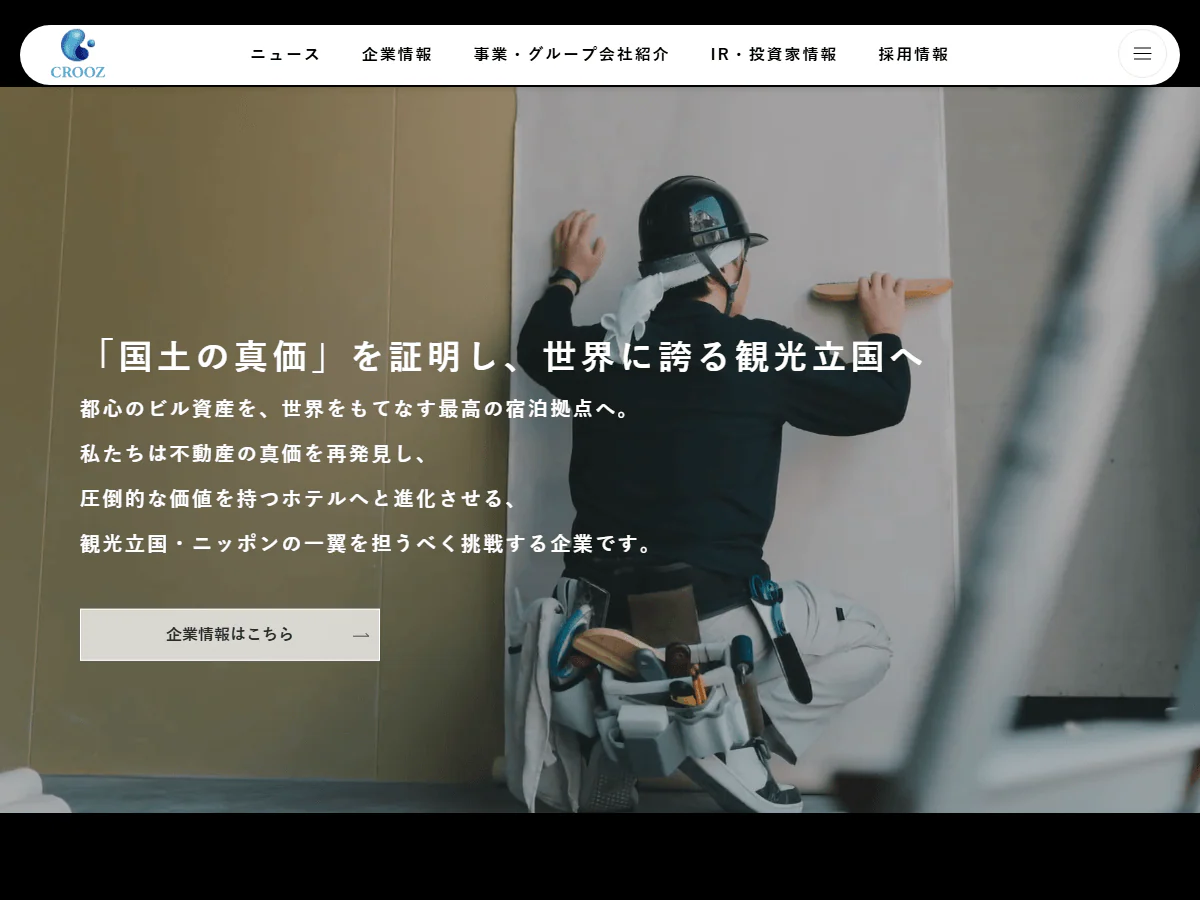 CROOZ
ニュース
企業情報
事業・グループ会社紹介
IR・投資家情報
採用情報
「国土の真価」を証明し、世界に誇る観光立国へ
都心のビル資産を、世界をもてなす最高の宿泊拠点へ。
私たちは不動産の真価を再発見し、
圧倒的な価値を持つホテルへと進化させる、
観光立国・ニッポンの一翼を担うべく挑戦する企業です。
企業情報はこちら